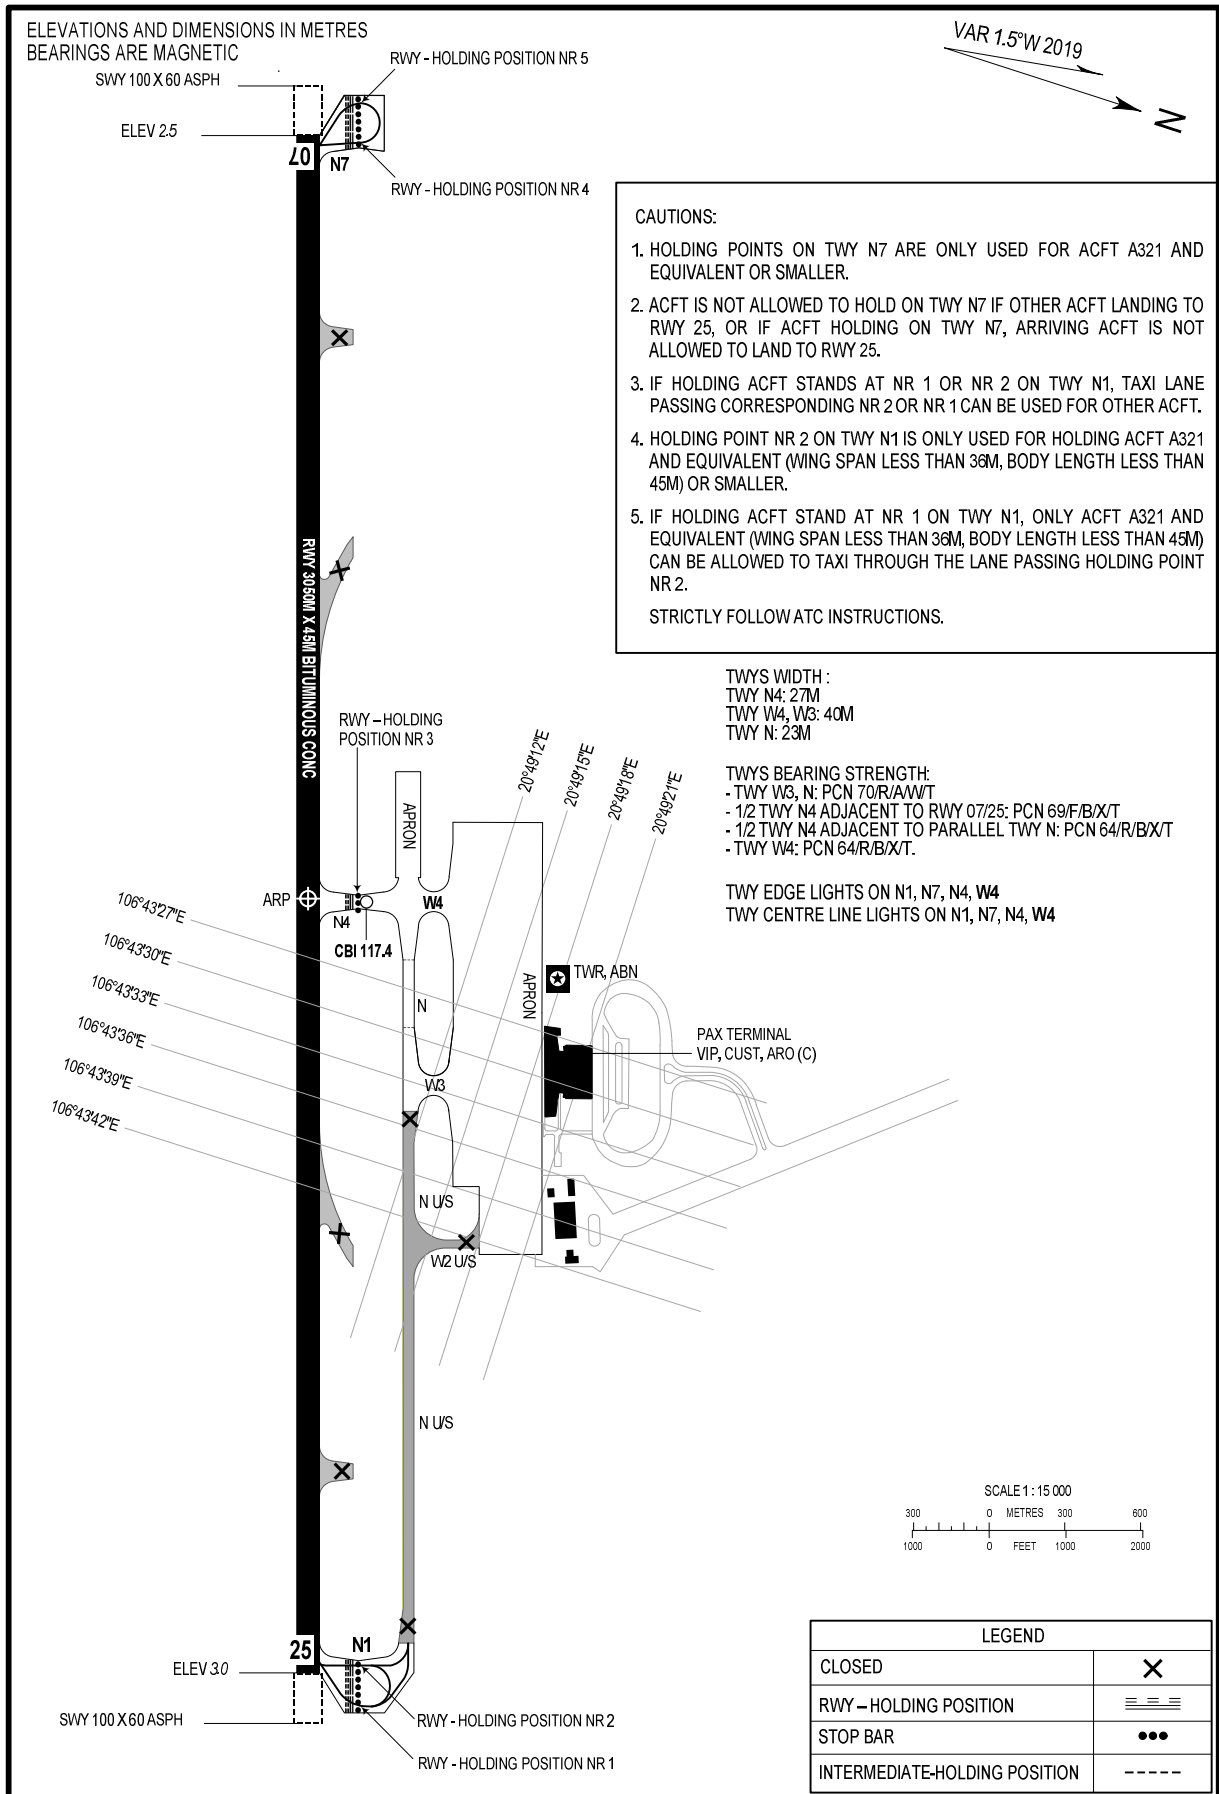 ELEVATIONS AND DIMENSIONS IN METRES
BEARINGS ARE MAGNETIC
SWY 100 X 60 ASPH
RWY - HOLDING POSITION NR 5
VAR 1.5°W 2019
N
ELEV 2.5
07
N7
RWY - HOLDING POSITION NR 4
CAUTIONS:
1. HOLDING POINTS ON TWY N7 ARE ONLY USED FOR ACFT A321 AND
EQUIVALENT OR SMALLER.
2. ACFT IS NOT ALLOWED TO HOLD ON TWY N7 IF OTHER ACFT LANDING TO
RWY 25, OR IF ACFT HOLDING ON TWY N7, ARRIVING ACFT IS NOT
ALLOWED TO LAND TO RWY 25.
3. IF HOLDING ACFT STANDS AT NR 1 OR NR 2 ON TWY N1, TAXI LANE
PASSING CORRESPONDING NR 2 OR NR 1 CAN BE USED FOR OTHER ACFT.
4. HOLDING POINT NR 2 ON TWY N1 IS ONLY USED FOR HOLDING ACFT A321
AND EQUIVALENT (WING SPAN LESS THAN 36M, BODY LENGTH LESS THAN
45M) OR SMALLER.
5. IF HOLDING ACFT STAND AT NR 1 ON TWY N1, ONLY ACFT A321 AND
EQUIVALENT (WING SPAN LESS THAN 36M, BODY LENGTH LESS THAN 45M)
CAN BE ALLOWED TO TAXI THROUGH THE LANE PASSING HOLDING POINT
NR 2.
STRICTLY FOLLOW ATC INSTRUCTIONS.
RWY 3050M X 45M BITUMINOUS CONC
TWYS WIDTH :
TWY N4: 27M
TWY W4, W3: 40M
TWY N: 23M
TWYS BEARING STRENGTH:
- TWY W3, N: PCN 70/R/A/W/T
- 1/2 TWY N4 ADJACENT TO RWY 07/25: PCN 69/F/B/X/T
- 1/2 TWY N4 ADJACENT TO PARALLEL TWY N: PCN 64/R/B/X/T
- TWY W4: PCN 64/R/B/X/T.
TWY EDGE LIGHTS ON N1, N7, N4, W4
TWY CENTRE LINE LIGHTS ON N1, N7, N4, W4
RWY – HOLDING
POSITION NR 3
20°49'12"E
20°49'15"E
20°49'18"E
20°49'21"E
APRON
ARP
N4
W4
CBI 117.4
106°43'27"E
106°43'30"E
106°43'33"E
106°43'36"E
106°43'39"E
106°43'42"E
N
APRON
TWR, ABN
PAX TERMINAL
VIP, CUST, ARO (C)
W3
N U/S
W2 U/S
N U/S
SCALE 1 : 15 000
300 0 METRES 300 600
1000 0 FEET 1000 2000
25
N1
ELEV 3.0
SWY 100 X 60 ASPH
RWY - HOLDING POSITION NR 2
RWY - HOLDING POSITION NR 1
LEGEND
CLOSED
RWY – HOLDING POSITION
STOP BAR
INTERMEDIATE-HOLDING POSITION